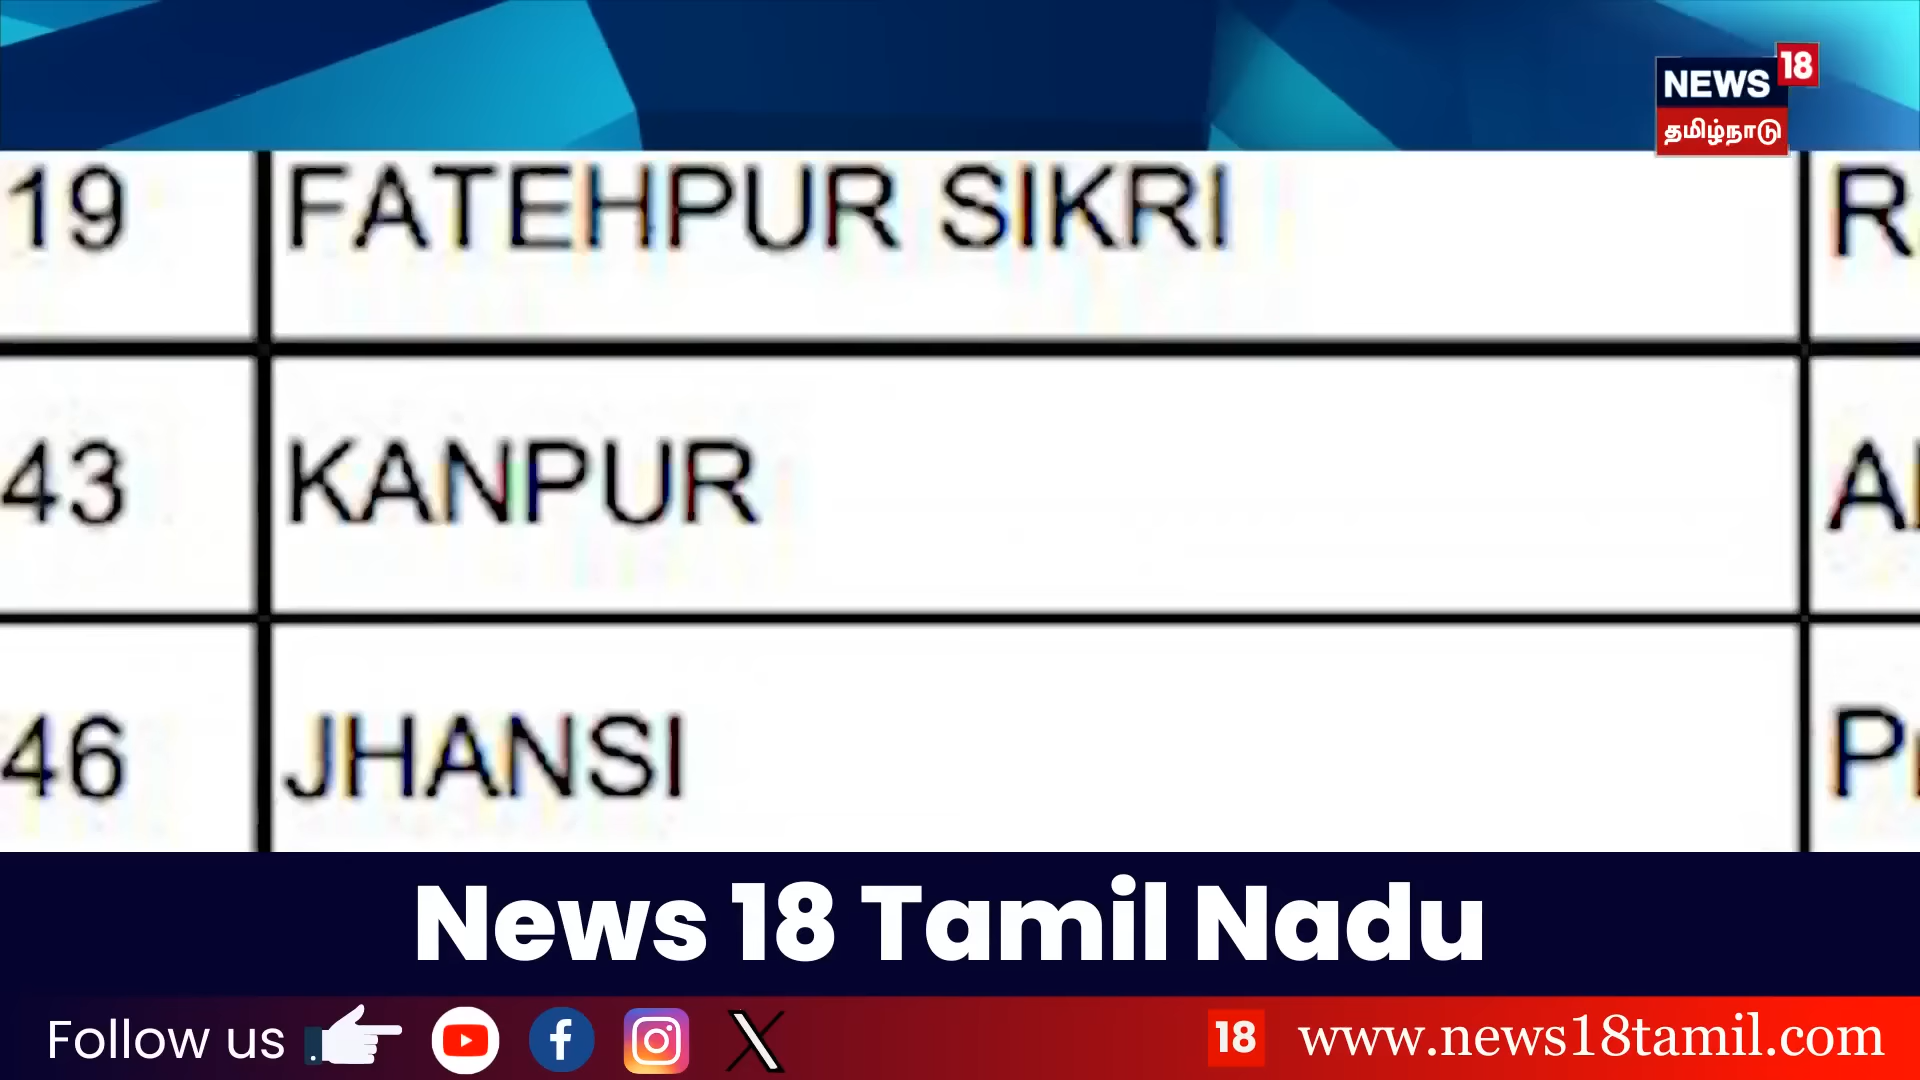 NEWS 18
தமிழ்நாடு
19 FATEHPUR SIKRI R
43 KANPUR
46 JHANSI
News 18 Tamil Nadu
Follow us 18 www.news18tamil.com